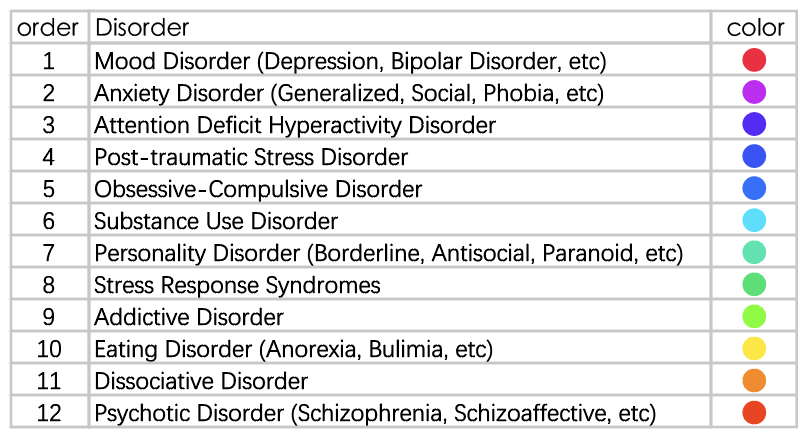 order Disorder color
1 Mood Disorder (Depression, Bipolar Disorder, etc)
2 Anxiety Disorder (Generalized, Social, Phobia, etc)
3 Attention Deficit Hyperactivity Disorder
4 Post-traumatic Stress Disorder
5 Obsessive-Compulsive Disorder
6 Substance Use Disorder
7 Personality Disorder (Borderline, Antisocial, Paranoid, etc)
8 Stress Response Syndromes
9 Addictive Disorder
10 Eating Disorder (Anorexia, Bulimia, etc)
11 Dissociative Disorder
12 Psychotic Disorder (Schizophrenia, Schizoaffective, etc)